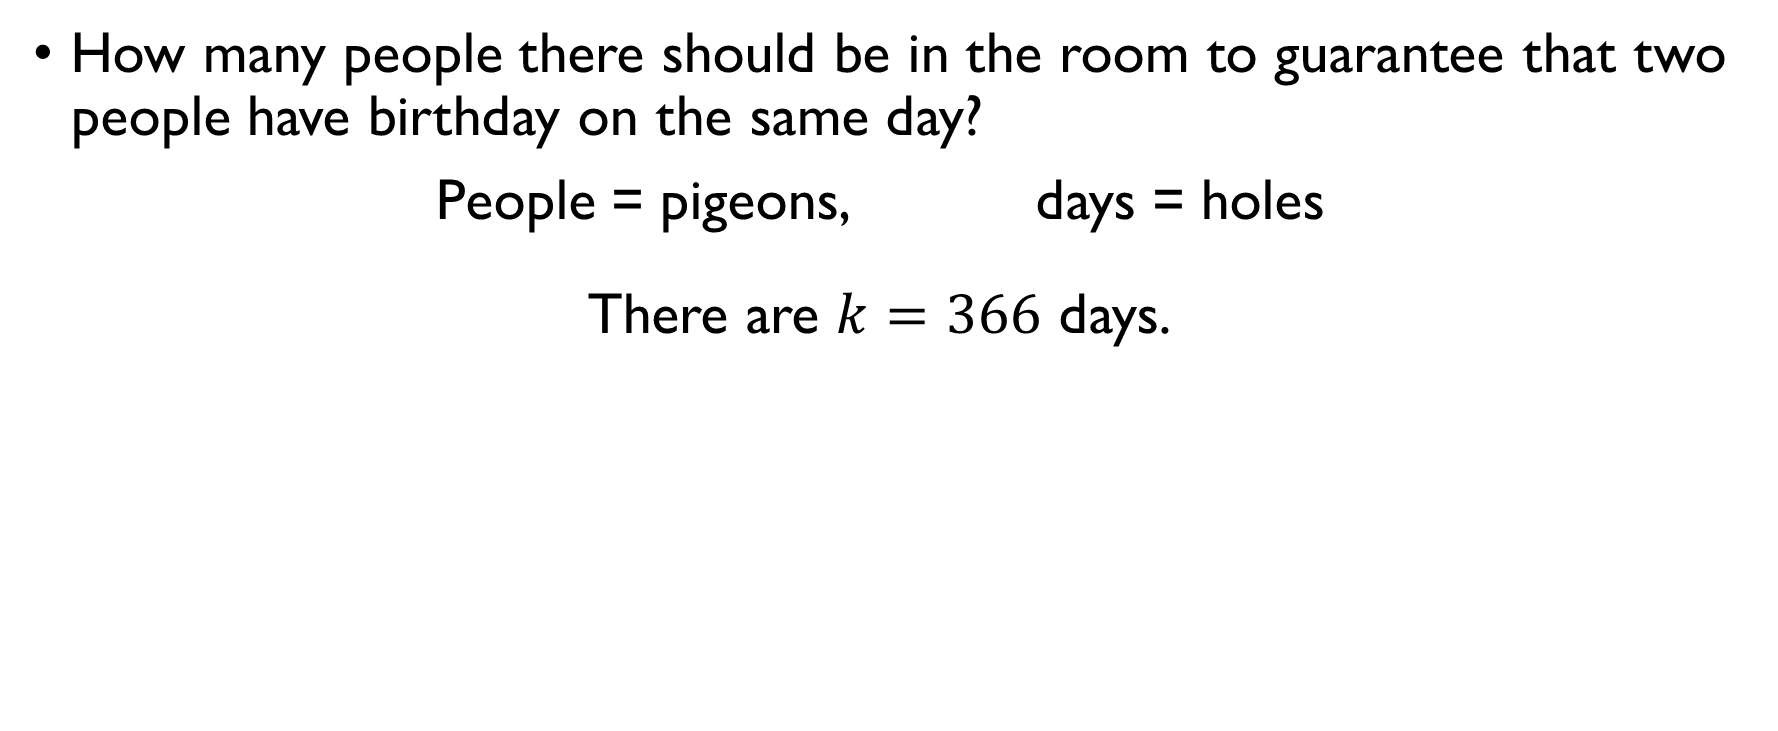 • How many people there should be in the room to guarantee that two
people have birthday on the same day?
People = pigeons, days = holes
There are k = 366 days.